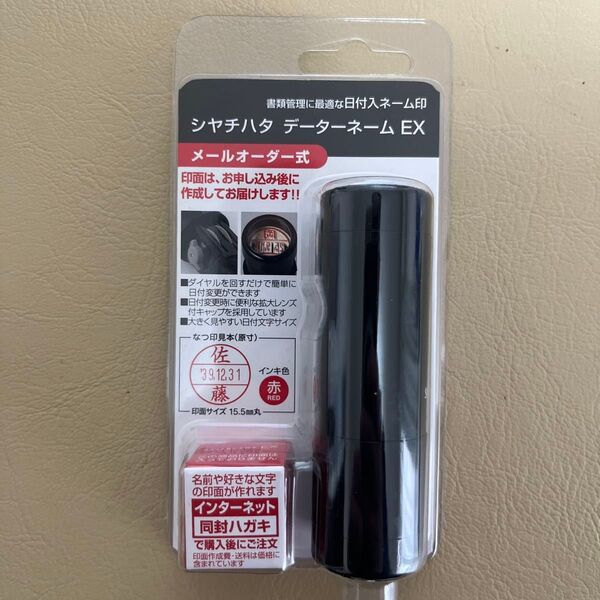 書類管理に最適な日付入ネーム印
シヤチハタ データーネーム EX
メールオーダー式
印面は、お申し込み後に
作成してお届けします!!
■ダイヤルを回すだけで簡単に
日付変更ができます
■日付変更時に便利な拡大レンズ
付キャップを採用しています
■大きく見やすい日付文字サイズ
なつ印見本(原寸)
佐
'39.12.31
藤
インキ色
赤
RED
印面サイズ 15.5mm丸
名前や好きな文字
の印面が作れます
インターネット
同封ハガキ
で購入後にご注文
印面作成費・送料は価格に
含まれています